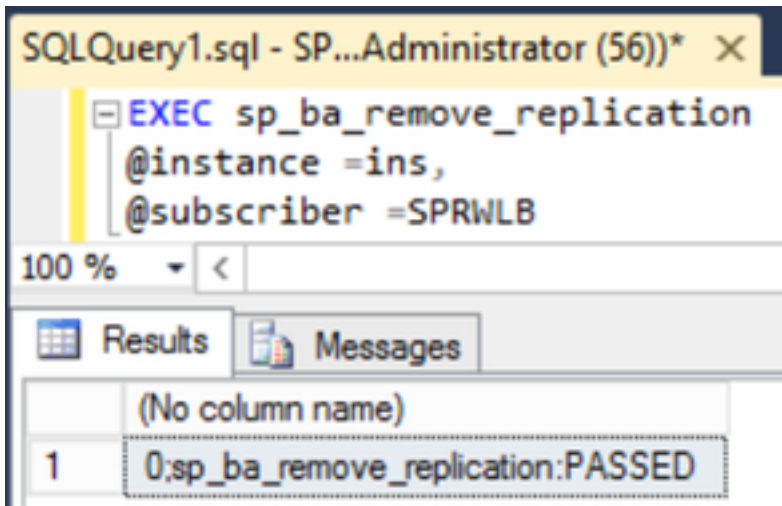 SQLQuery1.sql - SP...Administrator (56))*
EXEC sp_ba_remove_replication
@instance =ins,
@subscriber =SPRWLB
100 %
Results Messages
(No column name)
1 0;sp_ba_remove_replication:PASSED